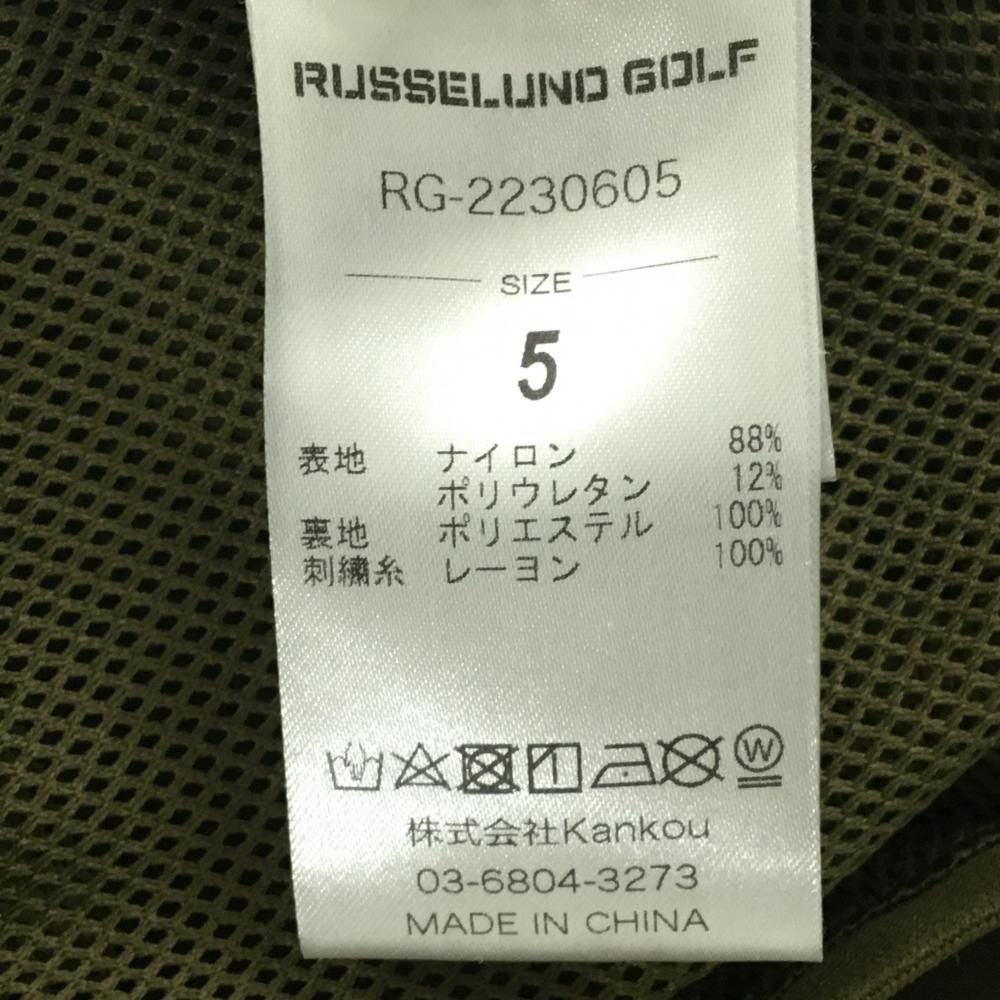 RUSSELUNO GOLF
RG-2230605
SIZE
5
表地 ナイロン 88%
ポリウレタン 12%
裏地 ポリエステル 100%
刺繍糸 レーヨン 100%
W
株式会社Kankou
03-6804-3273
MADE IN CHINA